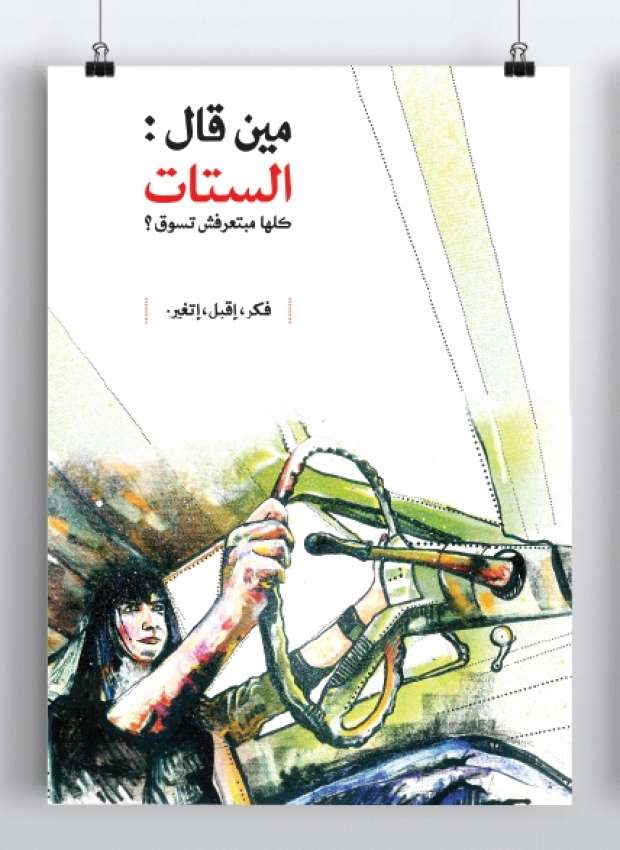 مين قال :
الستات
كلها مبتعرفش تسوق ؟
فكر، إقبل، إتغير.